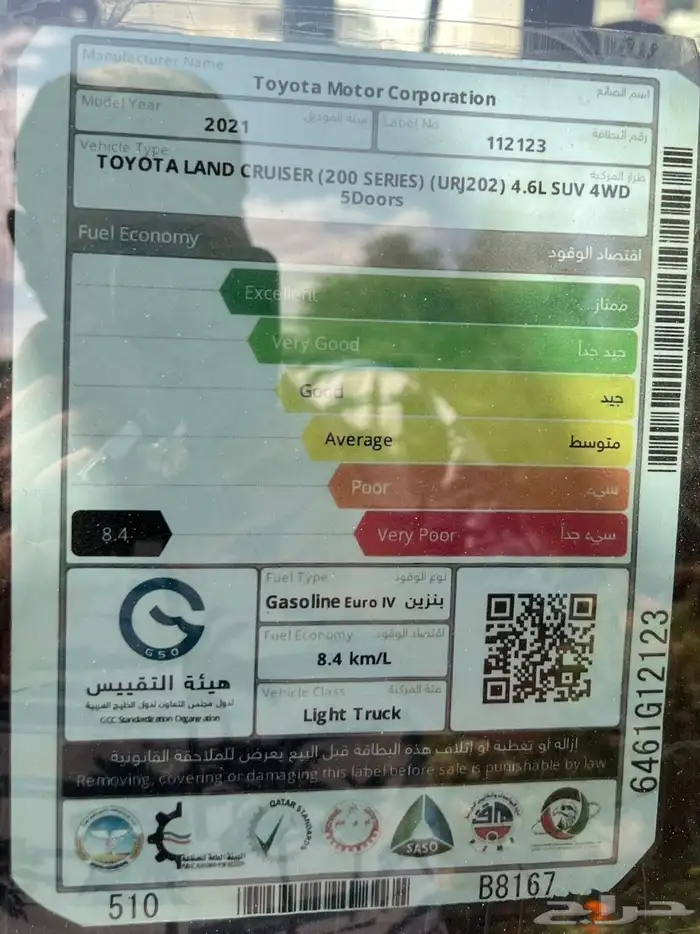 Manufacturer Name اسم الصانع
Toyota Motor Corporation
Model Year سنة الموديل
2021
Label No رقم البطاقة
112123
Vehicle Type طراز المركبة
TOYOTA LAND CRUISER (200 SERIES) (URJ202) 4.6L SUV 4WD
5Doors
Fuel Economy اقتصاد الوقود
Excellent ممتاز
Very Good جيد جداً
Good جيد
Average متوسط
Poor سيء
8.4 Very Poor سيء جداً
GSO
هيئة التقييس
لدول مجلس التعاون لدول الخليج العربية
GCC Standardization Organization
Fuel Type نوع الوقود
Gasoline Euro IV بنزين
Fuel Economy اقتصاد الوقود
8.4 km/L
Vehicle Class فئة المركبة
Light Truck
6461G12123
إزالة أو تغطية أو إتلاف هذه البطاقة قبل البيع يعرض للملاحقة القانونية
Removing, covering or damaging this label before sale is punishable by law
QATAR STANDARDS
SASO
الهيئة العامة للصناعة
510
B8167
حراج